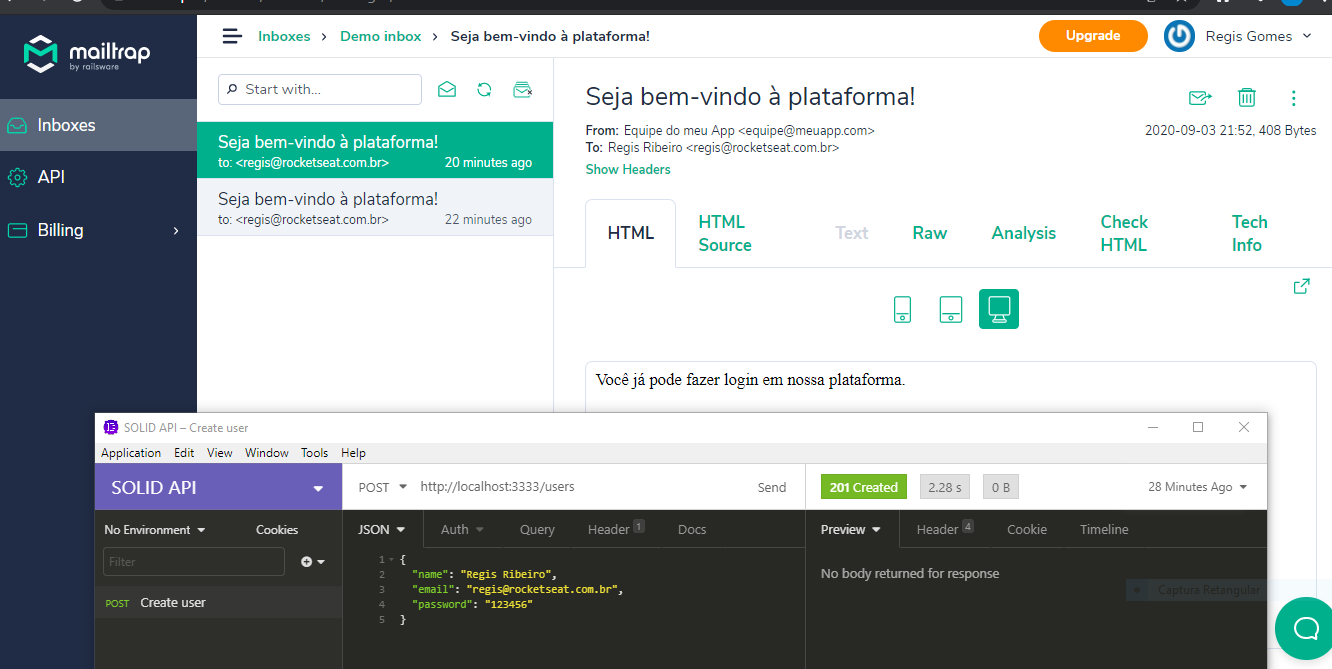 mailtrap
by railsware
Inboxes
API
Billing
Inboxes › Demo inbox › Seja bem-vindo à plataforma!
Upgrade
Regis Gomes
Start with...
Seja bem-vindo à plataforma!
to: <regis@rocketseat.com.br> 20 minutes ago
Seja bem-vindo à plataforma!
to: <regis@rocketseat.com.br> 22 minutes ago
Seja bem-vindo à plataforma!
From: Equipe do meu App <equipe@meuapp.com>
2020-09-03 21:52, 408 Bytes
To: Regis Ribeiro <regis@rocketseat.com.br>
Show Headers
HTML
HTML
Source
Text
Raw
Analysis
Check
HTML
Tech
Info
Você já pode fazer login em nossa plataforma.
SOLID API – Create user
Application Edit View Window Tools Help
SOLID API
POST http://localhost:3333/users Send
201 Created 2.28 s 0 B 28 Minutes Ago
No Environment Cookies
JSON Auth Query Header 1 Docs
Preview Header 4 Cookie Timeline
Filter
POST Create user
1 {
2 "name": "Regis Ribeiro",
3 "email": "regis@rocketseat.com.br",
4 "password": "123456"
5 }
No body returned for response
Captura Retangular